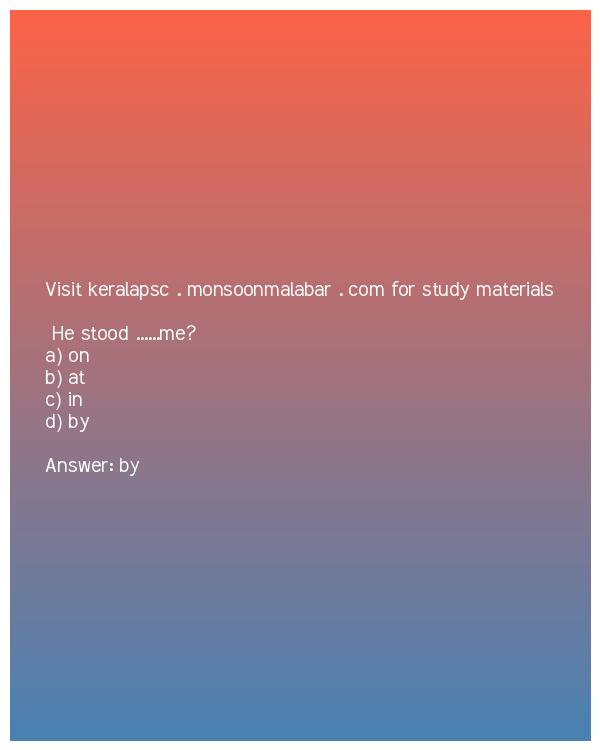 Visit keralapsc . monsoonmalabar . com for study materials
He stood ......me?
a) on
b) at
c) in
d) by
Answer: by